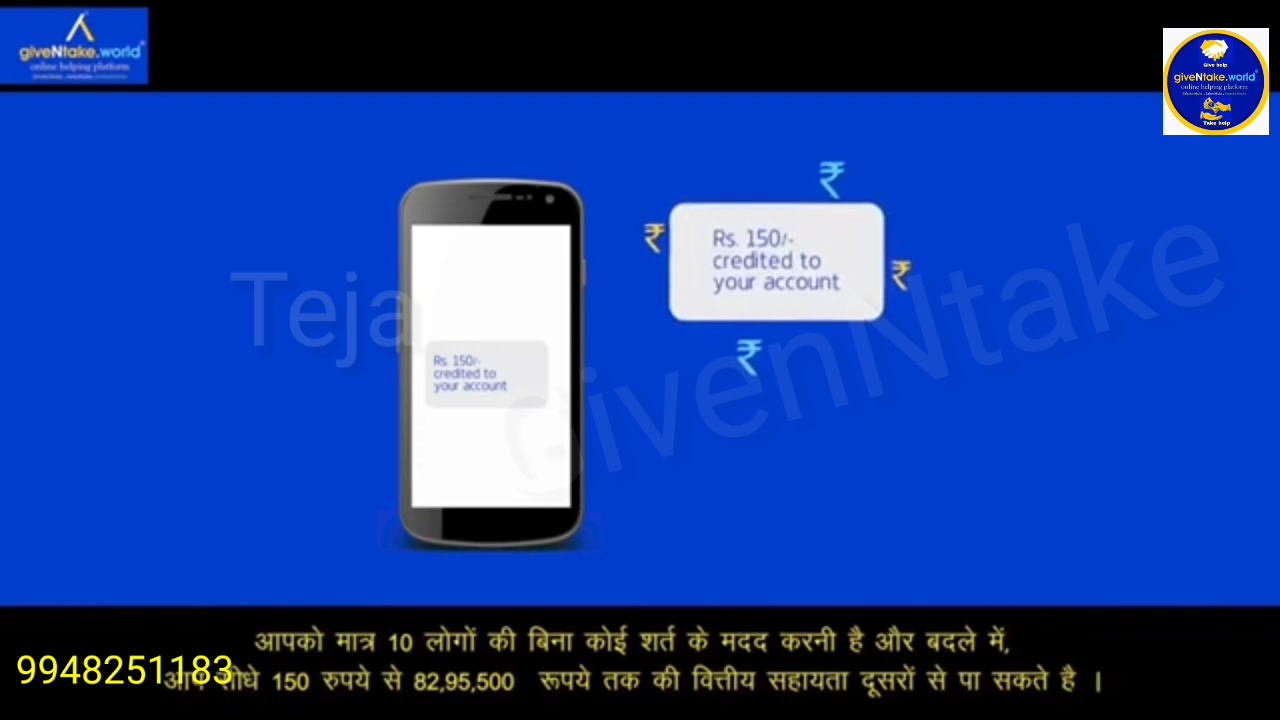 giveNtake.world
online helping platform
Give help
giveNtake.world
online helping platform
Take help
₹
₹
Rs. 150/-
credited to
your account
₹
₹
Teja
GivenNtake
Rs. 150/-
credited to
your account
आपको मात्र 10 लोगों की बिना कोई शर्त के मदद करनी है और बदले में,
9948251183
आप सीधे 150 रुपये से 82,95,500 रूपये तक की वित्तीय सहायता दूसरों से पा सकते है ।